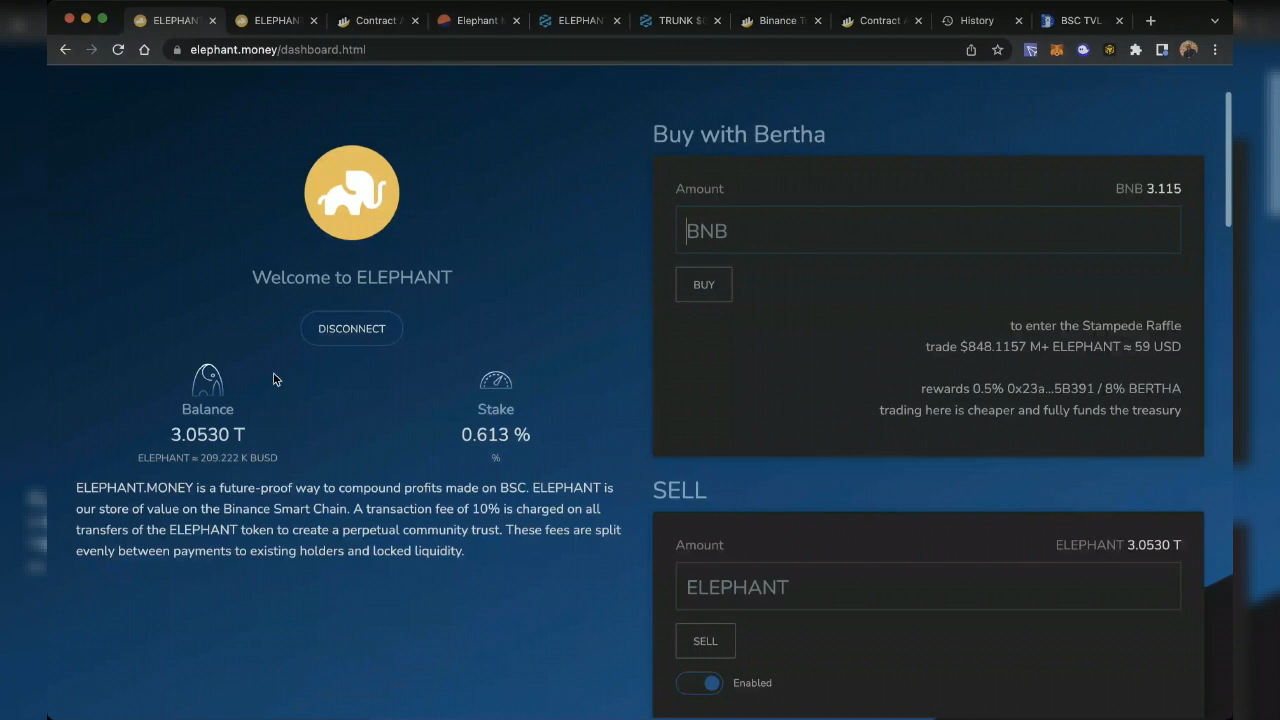 ELEPHANT
ELEPHANT
Contract A
Elephant M
ELEPHAN
TRUNK $0
Binance T
Contract A
History
BSC TVL
elephant.money/dashboard.html
Welcome to ELEPHANT
DISCONNECT
Balance
3.0530 T
ELEPHANT ≈ 209.222 K BUSD
Stake
0.613 %
%
ELEPHANT.MONEY is a future-proof way to compound profits made on BSC. ELEPHANT is
our store of value on the Binance Smart Chain. A transaction fee of 10% is charged on all
transfers of the ELEPHANT token to create a perpetual community trust. These fees are split
evenly between payments to existing holders and locked liquidity.
Buy with Bertha
Amount
BNB 3.115
BNB
BUY
to enter the Stampede Raffle
trade $848.1157 M+ ELEPHANT ≈ 59 USD
rewards 0.5% 0x23a...5B391 / 8% BERTHA
trading here is cheaper and fully funds the treasury
SELL
Amount
ELEPHANT 3.0530 T
ELEPHANT
SELL
Enabled